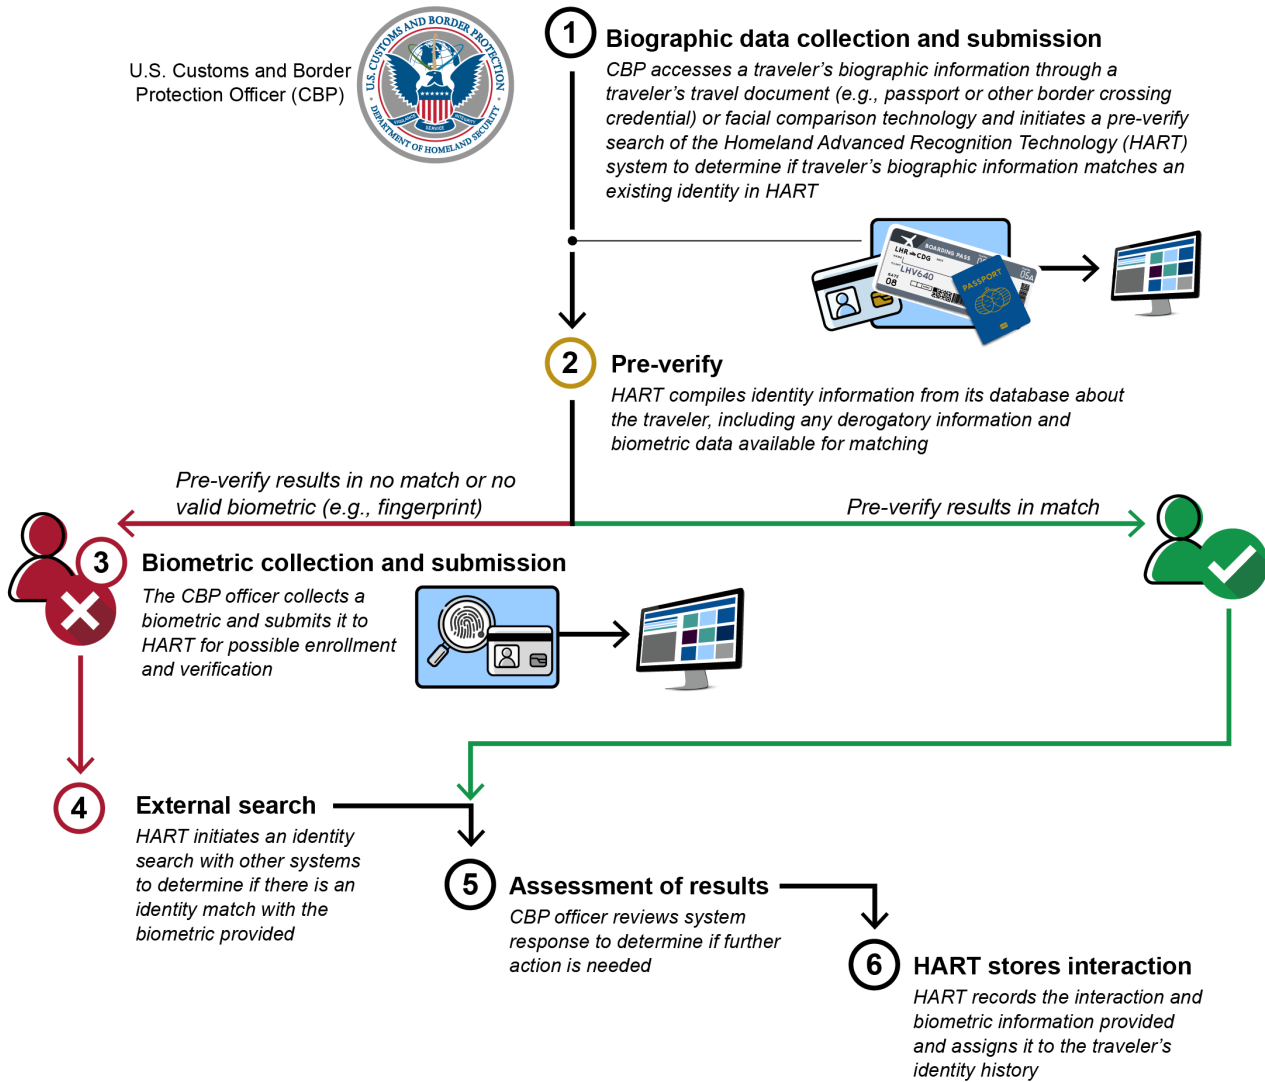 U.S. Customs and Border
Protection Officer (CBP)
U.S. CUSTOMS AND BORDER PROTECTION
DEPARTMENT OF HOMELAND SECURITY
VIGILANCE
SERVICE
INTEGRITY
1
Biographic data collection and submission
CBP accesses a traveler's biographic information through a
traveler's travel document (e.g., passport or other border crossing
credential) or facial comparison technology and initiates a pre-verify
search of the Homeland Advanced Recognition Technology (HART)
system to determine if traveler's biographic information matches an
existing identity in HART
BOARDING PASS
LHR CDG
LHV640
GATE
08
05A
PASSPORT
2
Pre-verify
HART compiles identity information from its database about
the traveler, including any derogatory information and
biometric data available for matching
Pre-verify results in no match or no
valid biometric (e.g., fingerprint)
Pre-verify results in match
3
Biometric collection and submission
The CBP officer collects a
biometric and submits it to
HART for possible enrollment
and verification
4
External search
HART initiates an identity
search with other systems
to determine if there is an
identity match with the
biometric provided
5
Assessment of results
CBP officer reviews system
response to determine if further
action is needed
6
HART stores interaction
HART records the interaction and
biometric information provided
and assigns it to the traveler's
identity history